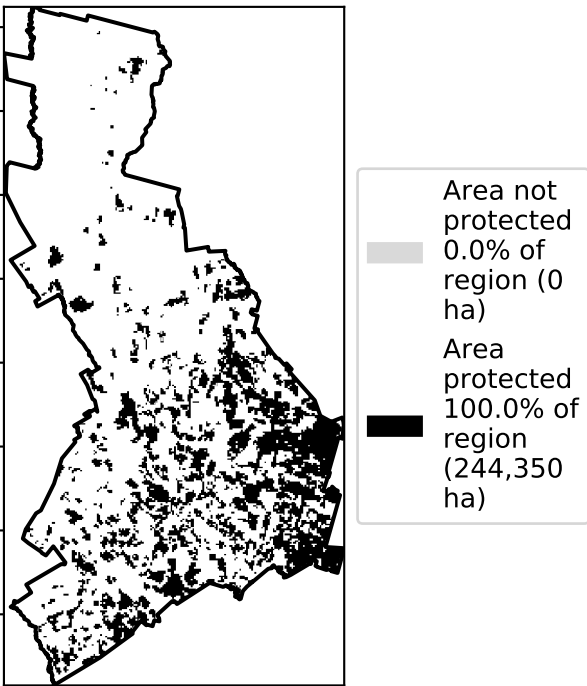 Area not
protected
0.0% of
region (0
ha)
Area
protected
100.0% of
region
(244,350
ha)